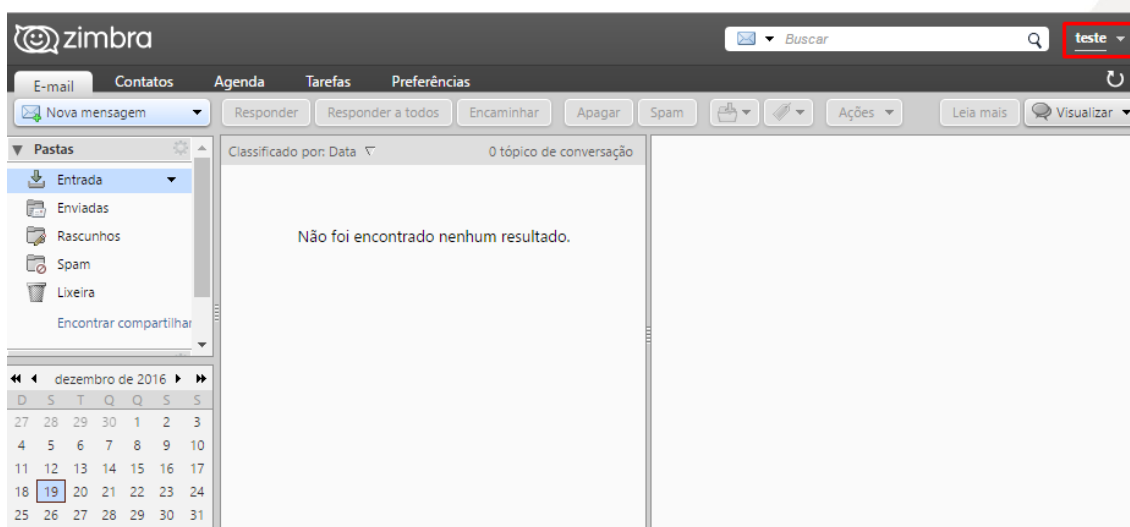 zimbra
Buscar
teste
E-mail Contatos Agenda Tarefas Preferências
Nova mensagem Responder Responder a todos Encaminhar Apagar Spam Ações Leia mais Visualizar
Pastas
Classificado por: Data 0 tópico de conversação
Entrada
Enviadas
Não foi encontrado nenhum resultado.
Rascunhos
Spam
Lixeira
Encontrar compartilhar
dezembro de 2016
D S T Q Q S S
27 28 29 30 1 2 3
4 5 6 7 8 9 10
11 12 13 14 15 16 17
18 19 20 21 22 23 24
25 26 27 28 29 30 31